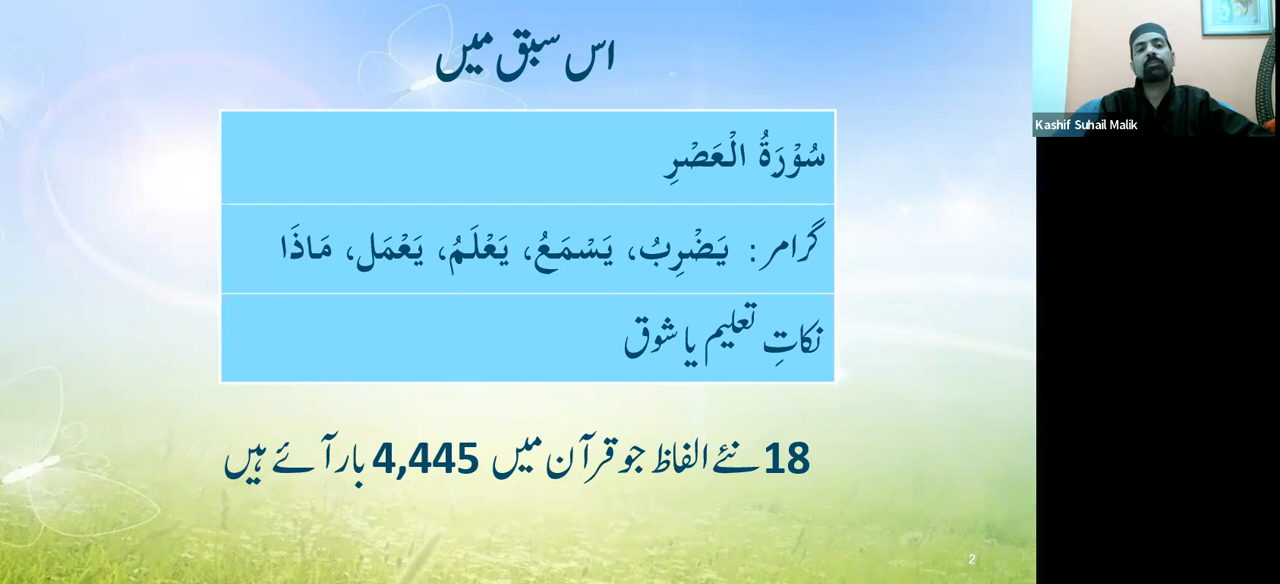 اس سبق میں
سُوْرَةُ الْعَصْرِ
گرامر: یَضْرِبُ، یَسْمَعُ، یَعْلَمُ، یَعْمَل، مَاذَا
نکاتِ تعلیم یا شوق
18 نئے الفاظ جو قرآن میں 4,445 بار آئے ہیں
2
Kashif Suhail Malik